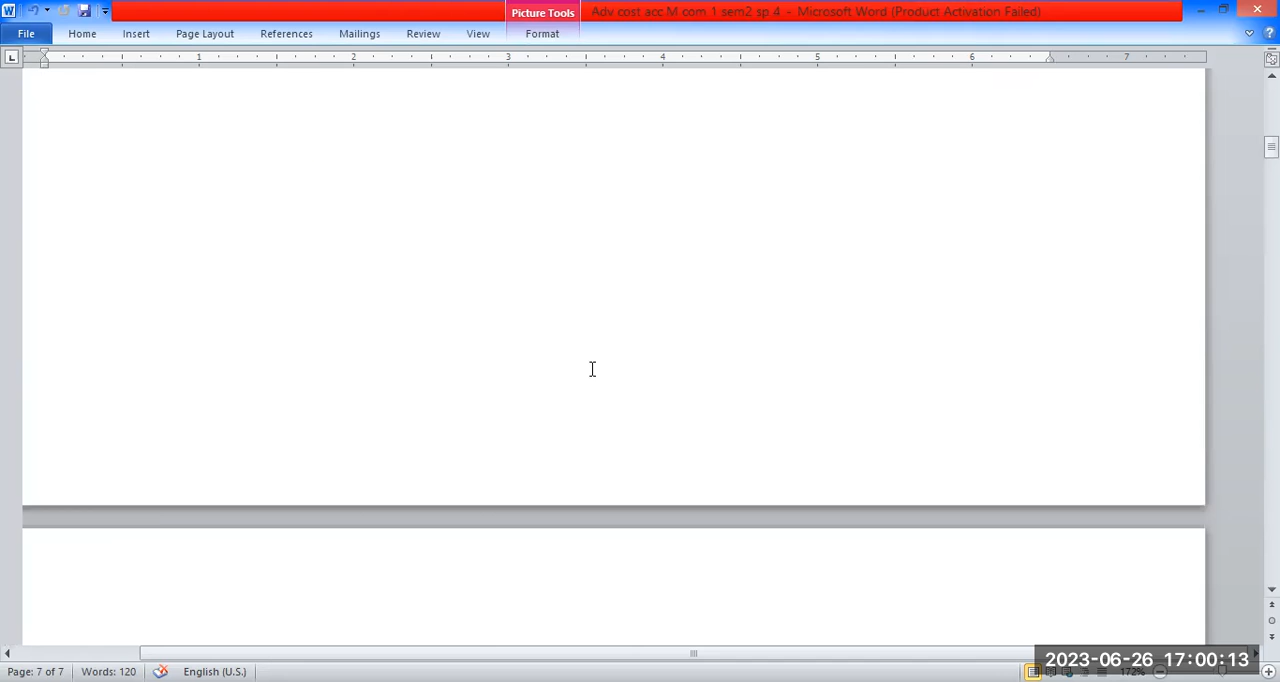 Picture Tools
Adv cost acc M com 1 sem2 sp 4 - Microsoft Word (Product Activation Failed)
File Home Insert Page Layout References Mailings Review View Format
1 2 3 4 5 6 7
Page: 7 of 7 Words: 120 English (U.S.) 172%
2023-06-26 17:00:13